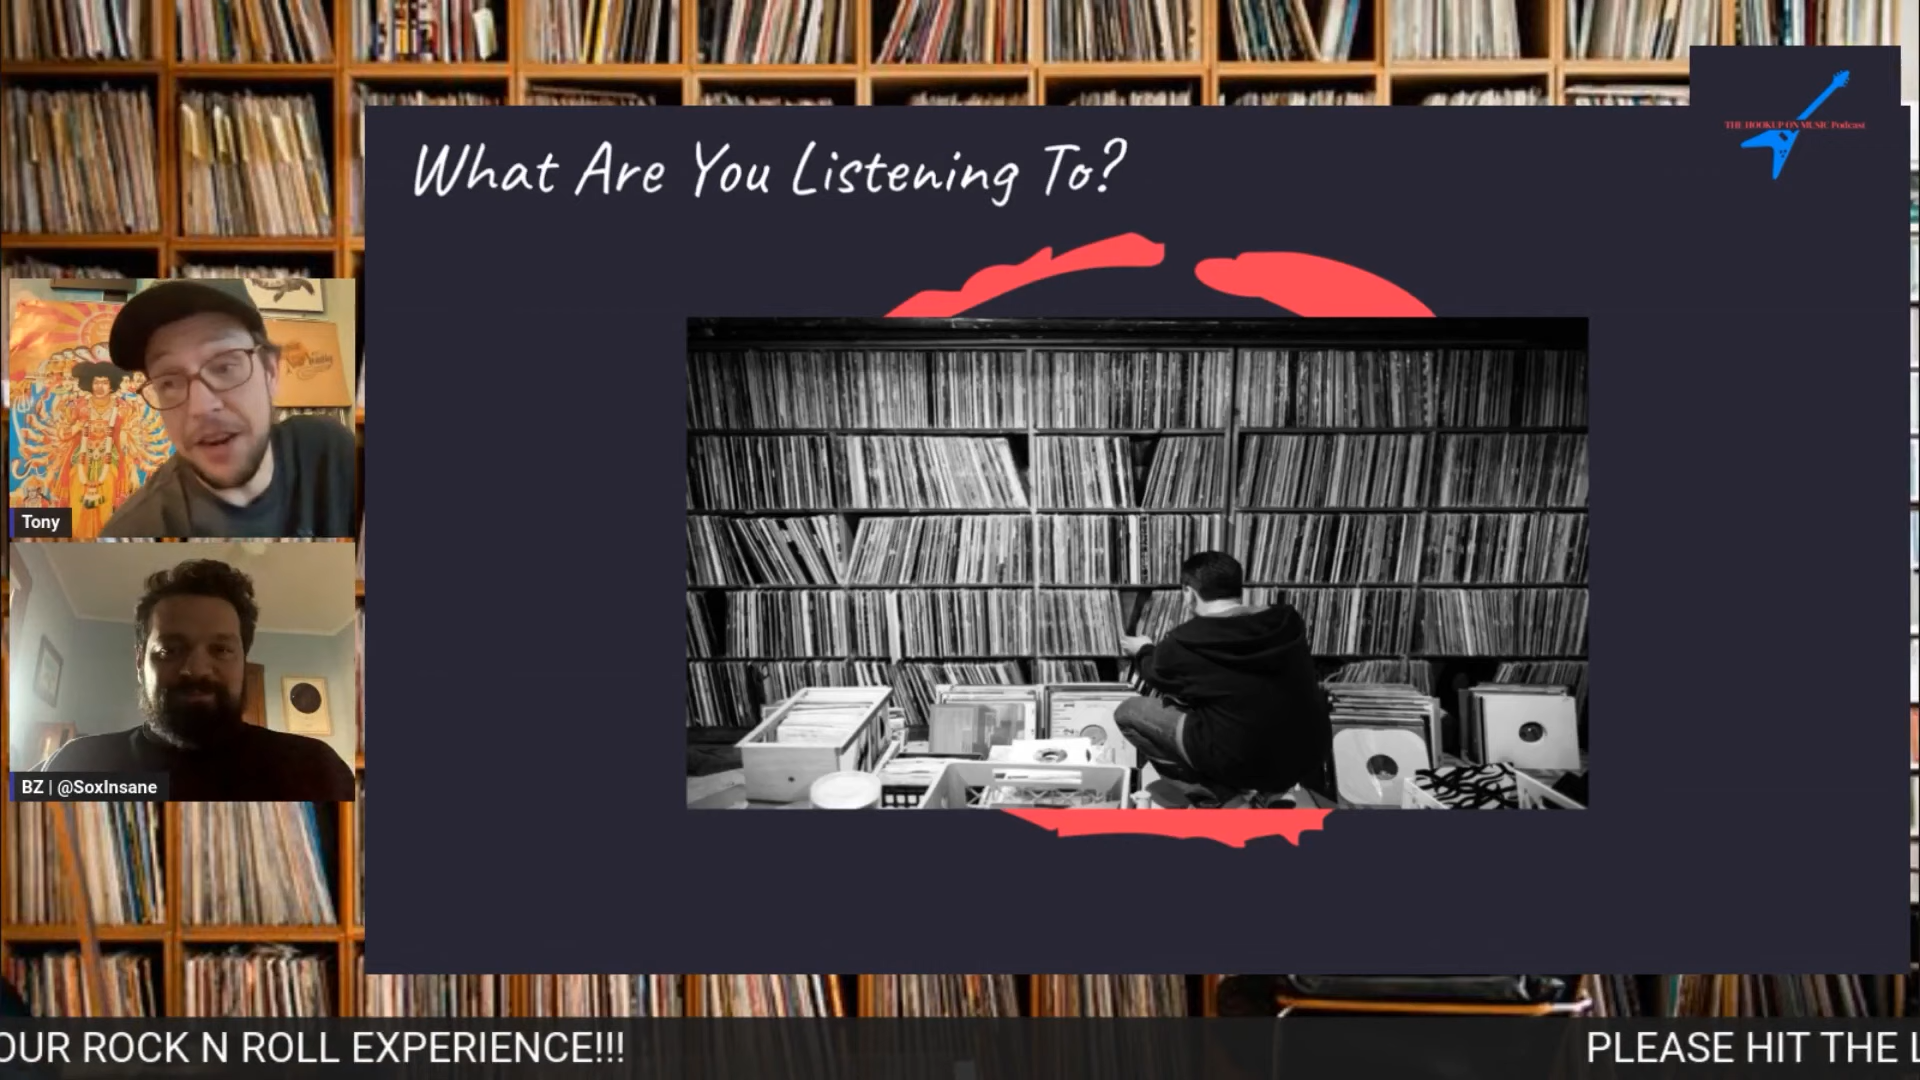 What Are You Listening To?
THE HOOKUP ON MUSIC Podcast
Tony
BZ | @SoxInsane
OUR ROCK N ROLL EXPERIENCE!!!
PLEASE HIT THE L